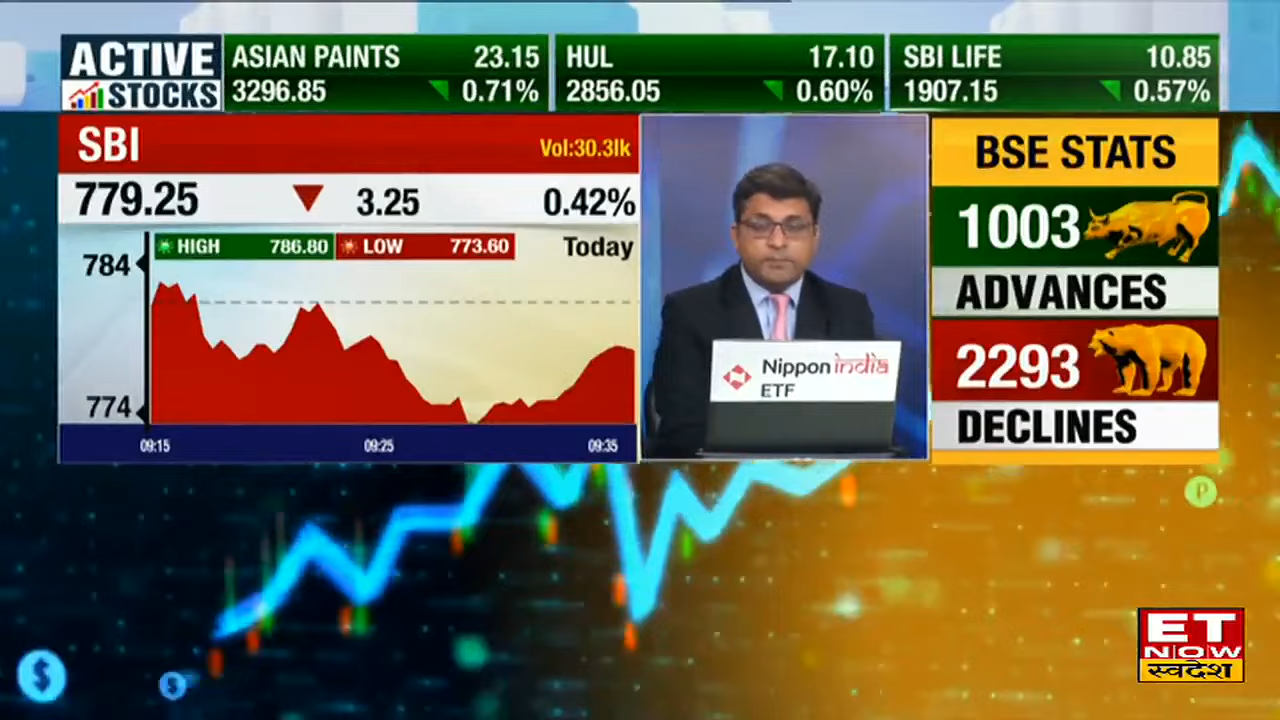 ACTIVE
STOCKS
ASIAN PAINTS 23.15
3296.85 0.71%
HUL 17.10
2856.05 0.60%
SBI LIFE 10.85
1907.15 0.57%
SBI Vol:30.3lk
779.25 3.25 0.42%
HIGH 786.80 LOW 773.60 Today
784
774
09:15 09:25 09:35
Nippon india
ETF
BSE STATS
1003
ADVANCES
2293
DECLINES
P
$
$
ET
NOW
स्वदेश